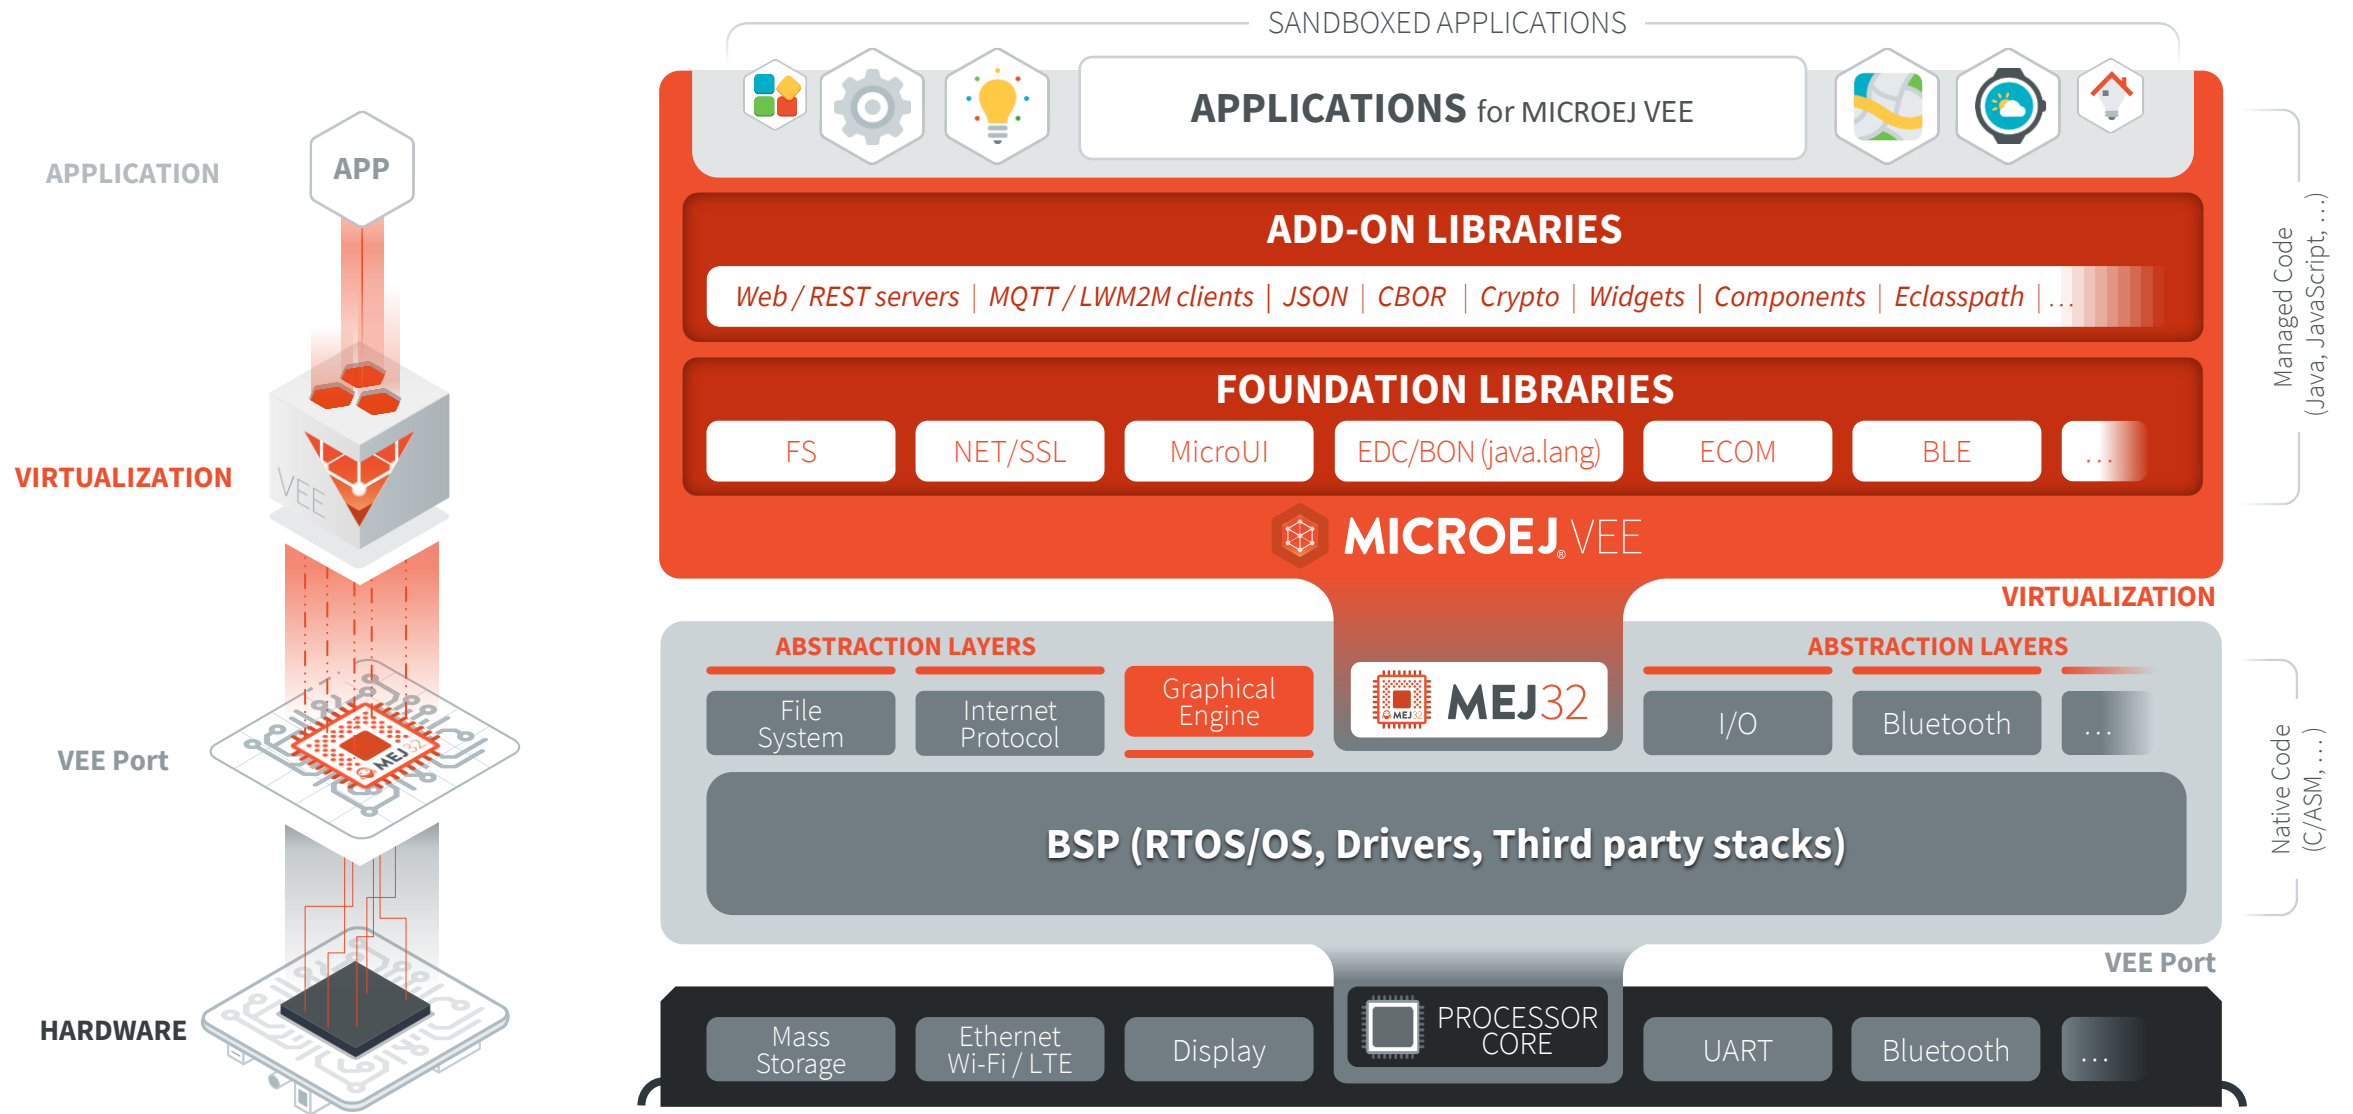 SANDBOXED APPLICATIONS
APPLICATIONS for MICROEJ VEE
APPLICATION
APP
ADD-ON LIBRARIES
Web / REST servers | MQTT / LWM2M clients | JSON | CBOR | Crypto | Widgets | Components | Eclasspath | ...
Managed Code
(Java, JavaScript, ...)
FOUNDATION LIBRARIES
FS
NET/SSL
MicroUI
EDC/BON (java.lang)
ECOM
BLE
...
VIRTUALIZATION
VEE
MICROEJ® VEE
VIRTUALIZATION
ABSTRACTION LAYERS
ABSTRACTION LAYERS
File
System
Internet
Protocol
Graphical
Engine
MEJ32
MEJ32
I/O
Bluetooth
...
VEE Port
MEJ32
BSP (RTOS/OS, Drivers, Third party stacks)
Native Code
(C/ASM, ...)
VEE Port
HARDWARE
Mass
Storage
Ethernet
Wi-Fi / LTE
Display
PROCESSOR
CORE
UART
Bluetooth
...